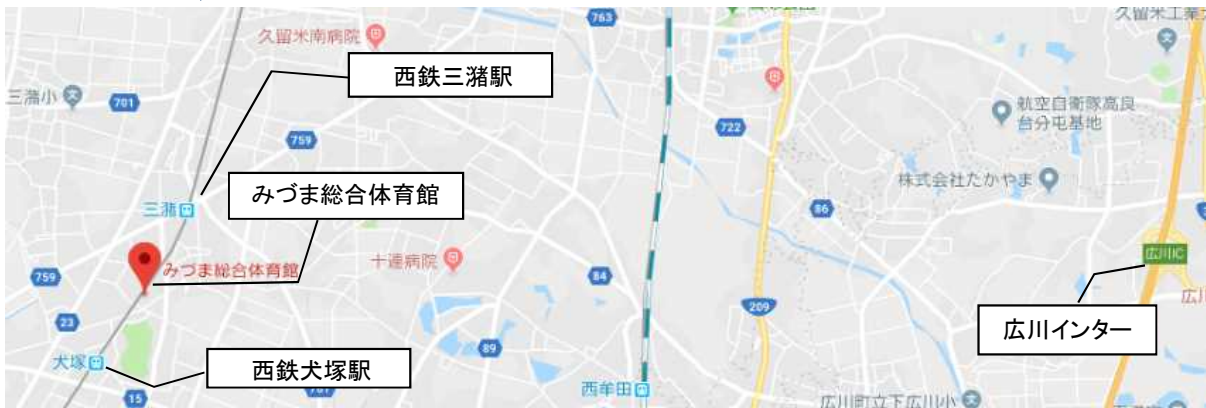 763
久留米工業大
久留米南病院
西鉄三潴駅
三潴小
701
航空自衛隊高良
台分屯基地
722
759
株式会社たかやま
みづま総合体育館
三潴
86
十連病院
広川IC
みづま総合体育館
759
84
209
広川
23
広川インター
89
犬塚
西鉄犬塚駅
西牟田
15
広川町立下広川小